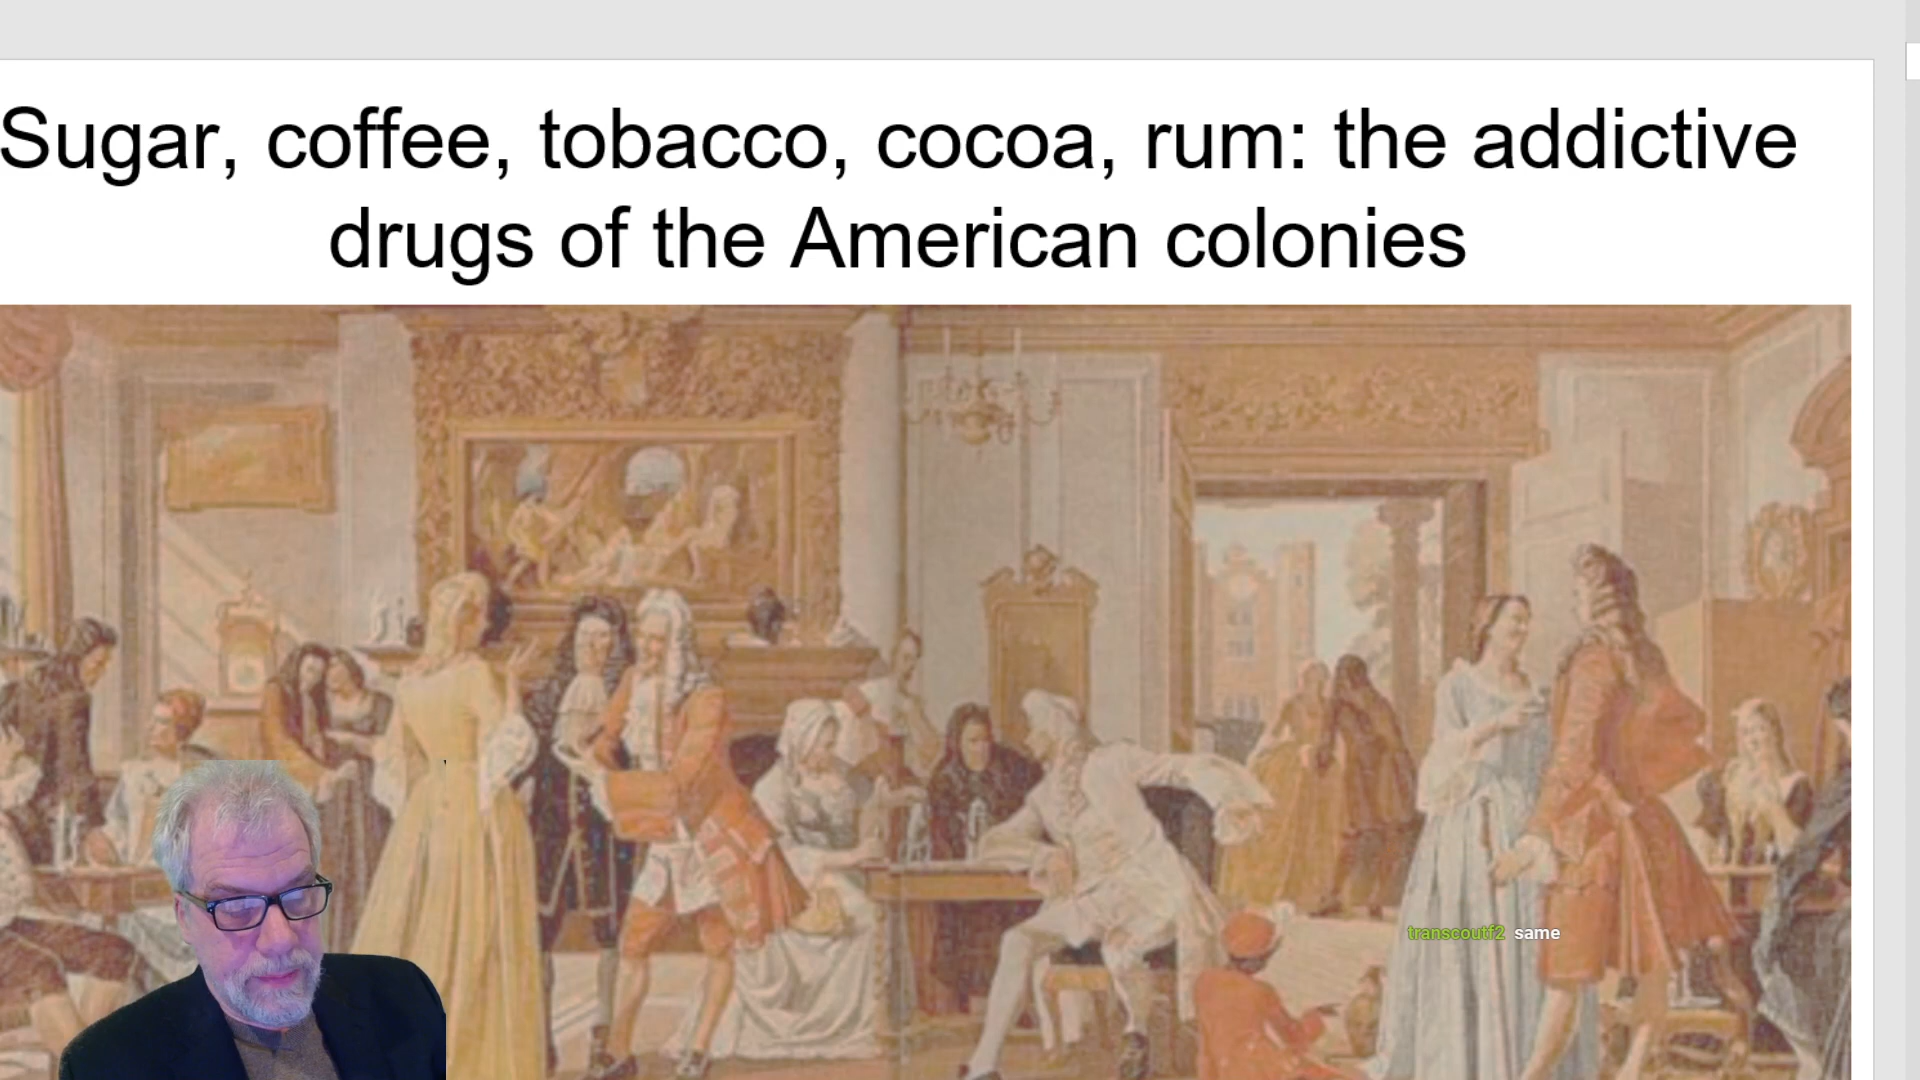 Sugar, coffee, tobacco, cocoa, rum: the addictive
drugs of the American colonies
transcoutf2 same